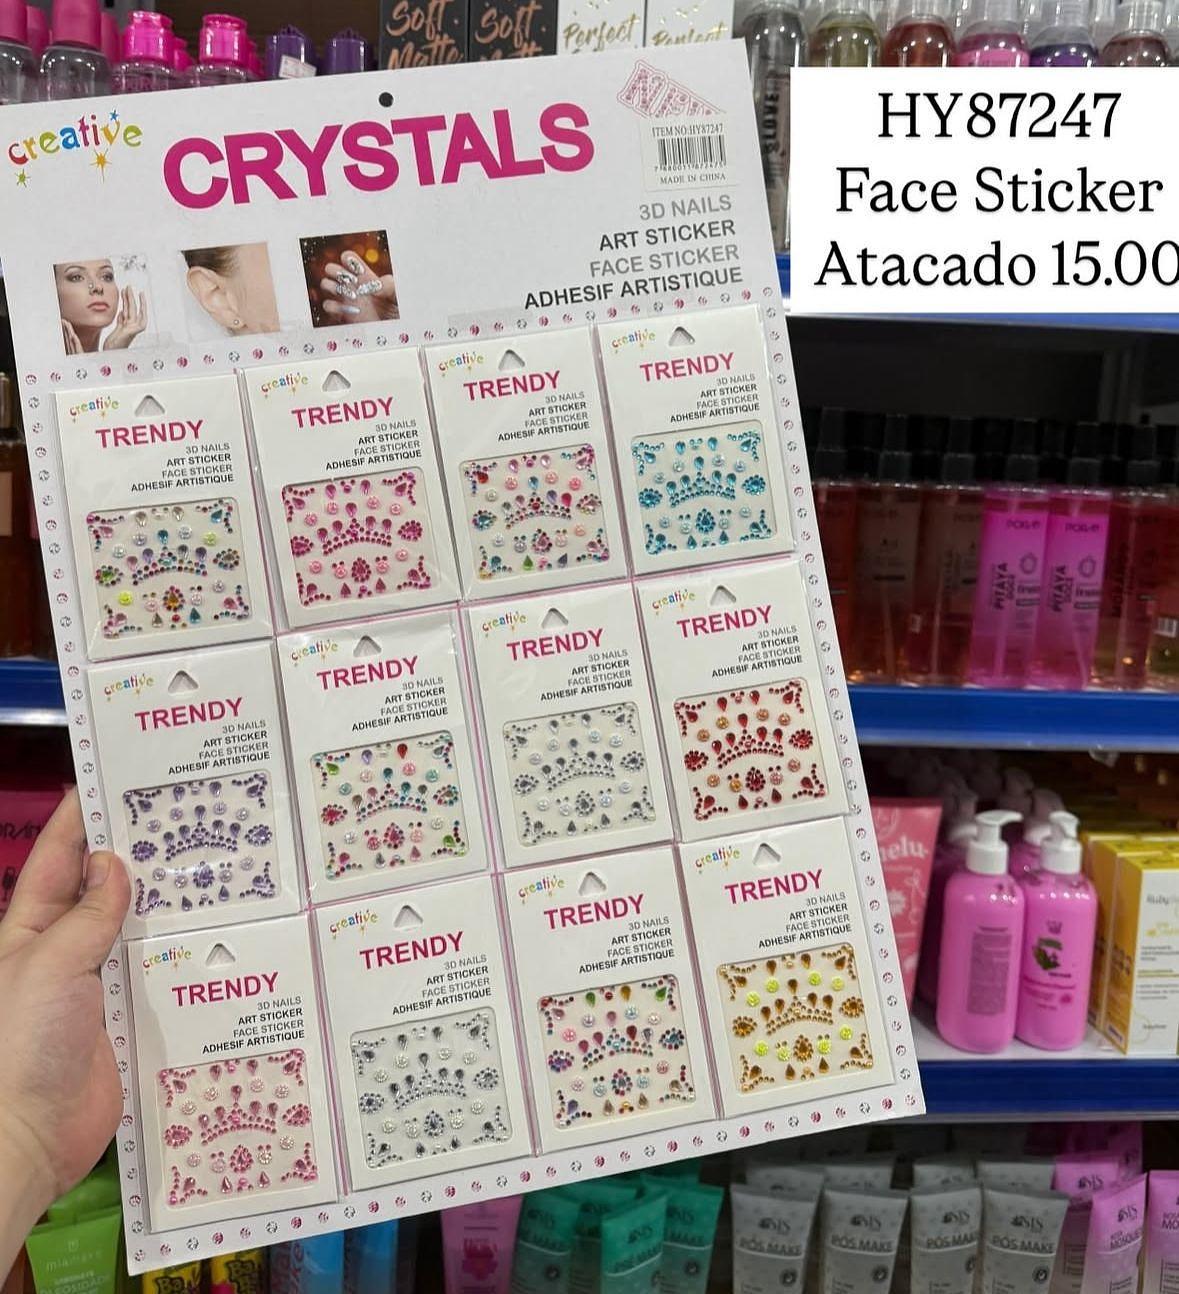 HY87247
Face Sticker
Atacado 15.00
Soft
Matte
Soft
Perfect
Perfect
creative
CRYSTALS
ITEM NO:HY87247
MADE IN CHINA
3D NAILS
ART STICKER
FACE STICKER
ADHESIF ARTISTIQUE
creative
TRENDY
3D NAILS
ART STICKER
FACE STICKER
ADHESIF ARTISTIQUE
creative
TRENDY
3D NAILS
ART STICKER
FACE STICKER
ADHESIF ARTISTIQUE
creative
TRENDY
3D NAILS
ART STICKER
FACE STICKER
ADHESIF ARTISTIQUE
creative
TRENDY
3D NAILS
ART STICKER
FACE STICKER
ADHESIF ARTISTIQUE
creative
TRENDY
3D NAILS
ART STICKER
FACE STICKER
ADHESIF ARTISTIQUE
creative
TRENDY
3D NAILS
ART STICKER
FACE STICKER
ADHESIF ARTISTIQUE
creative
TRENDY
3D NAILS
ART STICKER
FACE STICKER
ADHESIF ARTISTIQUE
creative
TRENDY
3D NAILS
ART STICKER
FACE STICKER
ADHESIF ARTISTIQUE
creative
TRENDY
3D NAILS
ART STICKER
FACE STICKER
ADHESIF ARTISTIQUE
creative
TRENDY
3D NAILS
ART STICKER
FACE STICKER
ADHESIF ARTISTIQUE
creative
TRENDY
3D NAILS
ART STICKER
FACE STICKER
ADHESIF ARTISTIQUE
creative
TRENDY
3D NAILS
ART STICKER
FACE STICKER
ADHESIF ARTISTIQUE
PITAYA
PITAYA
PÓS MAKE
PÓS MAKE
PÓS MAKE
PÓS MAKE